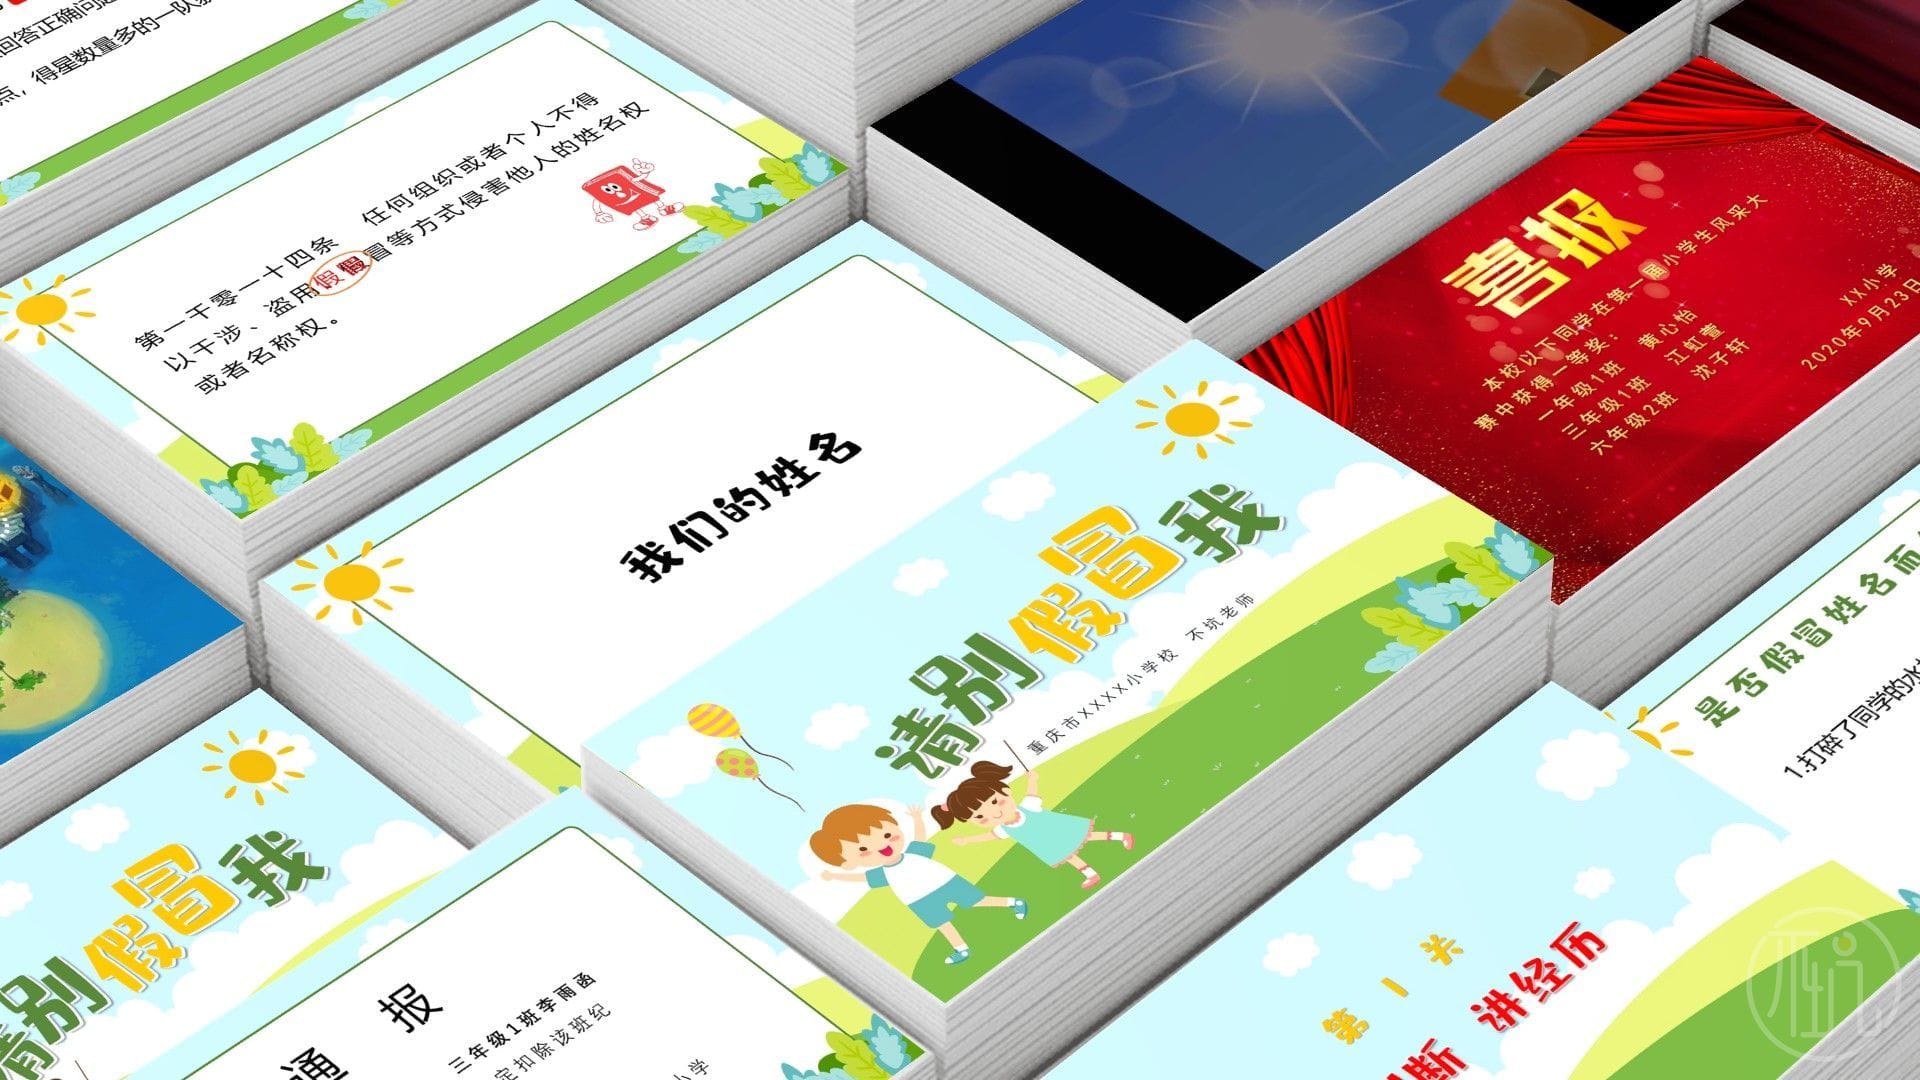 回答正确问题
点，得星数量多的一队获
第一千零一十四条　任何组织或者个人不得
以干涉、盗用假假冒等方式侵害他人的姓名权
或者名称权。
喜报
本校以下同学在第一届小学生风采大
赛中获得一等奖：
一年级1班　黄心怡
三年级1班　江虹萱
六年级2班　沈子轩
XX小学
2020年9月23日
我们的姓名
请别假冒我
重庆市XXXX小学校 不坑老师
是否假冒姓名而
1.打碎了同学的水
请别假冒我
通 报
三年级1班李雨函
定扣除该班纪
小学
第1关
断 讲经历